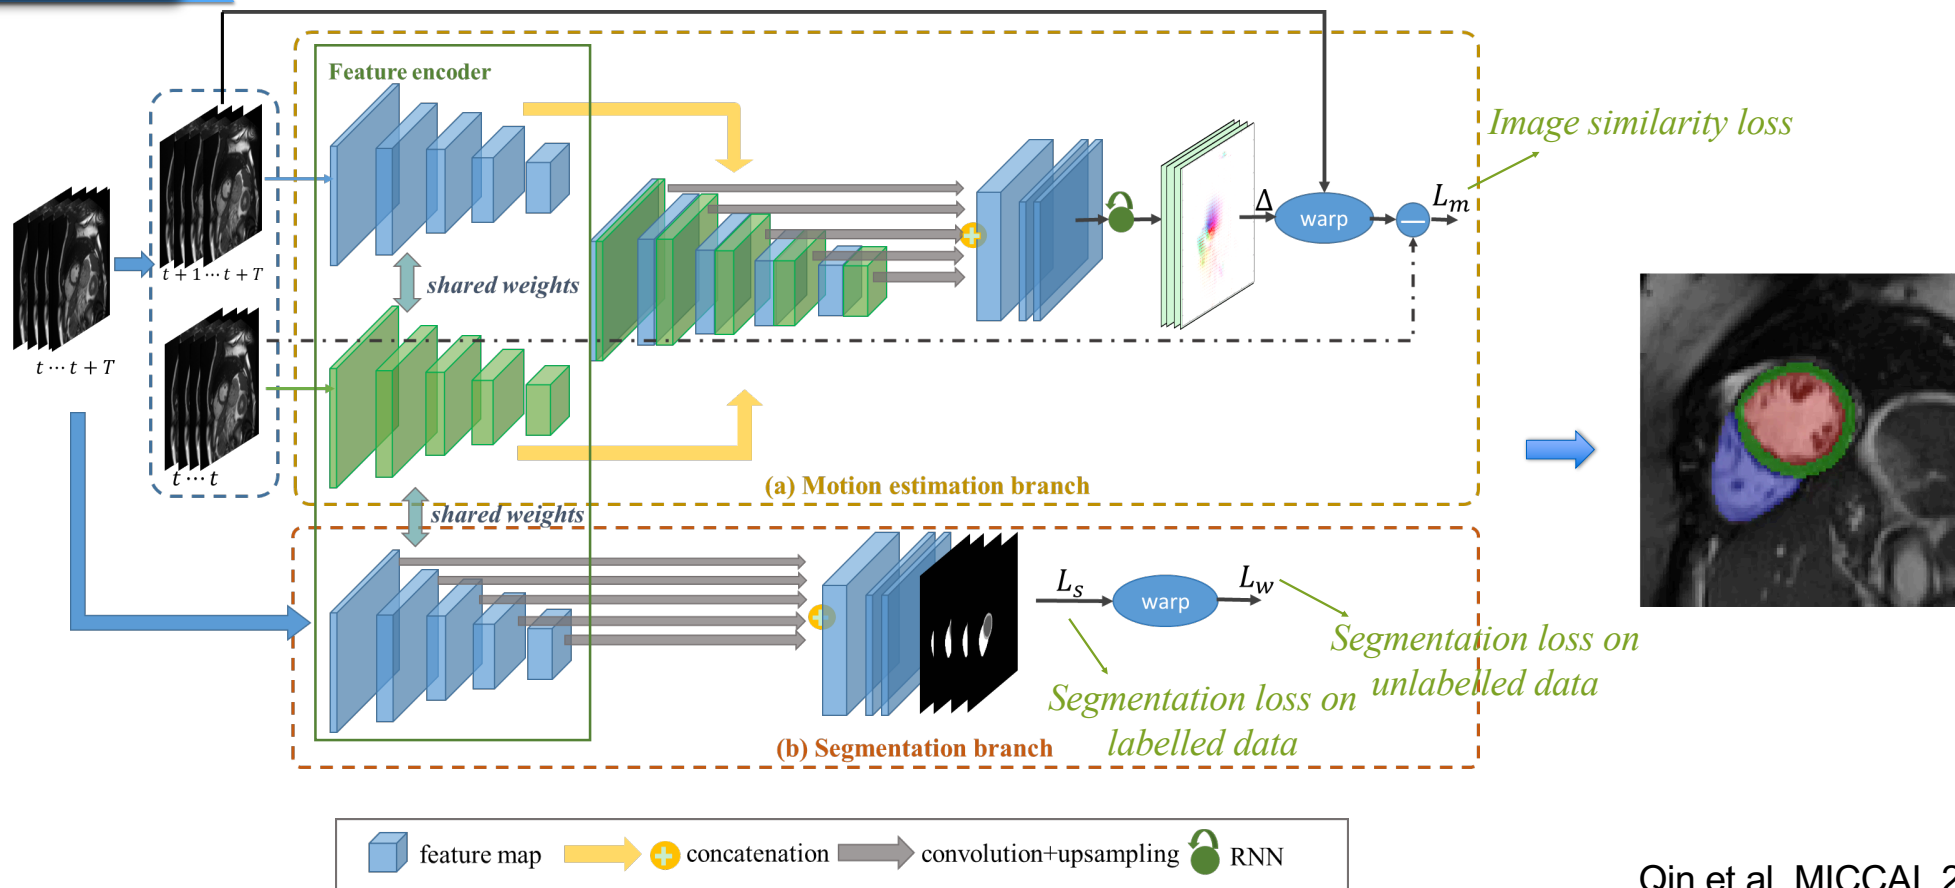 Feature encoder
t + 1 ⋯ t + T
t ⋯ t + T
t ⋯ t
shared weights
shared weights
Δ
warp
L_m
Image similarity loss
(a) Motion estimation branch
L_s
warp
L_w
Segmentation loss on
unlabelled data
Segmentation loss on
labelled data
(b) Segmentation branch
feature map
concatenation
convolution+upsampling
RNN
Qin et al. MICCAI 2